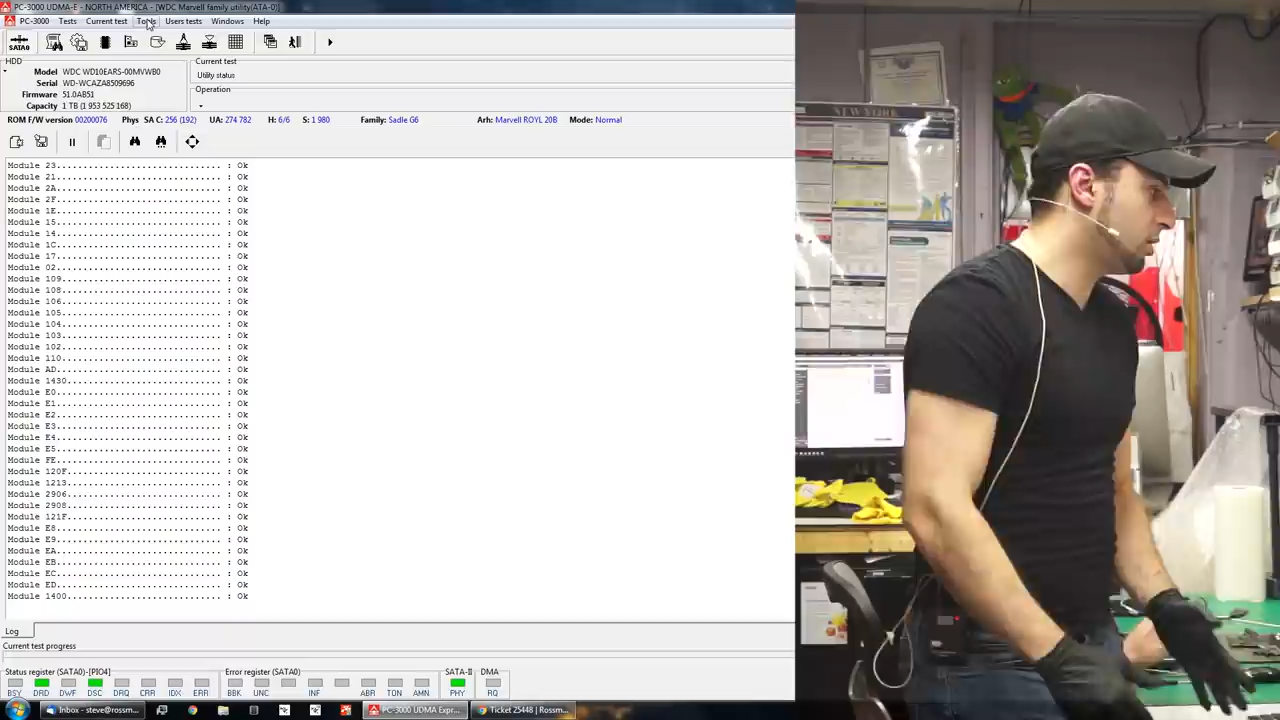 PC-3000 UDMA-E - NORTH AMERICA - [WDC Marvell family utility(ATA-0)]
PC-3000 Tests Current test Tools Users tests Windows Help
SATA0
HDD
Model WDC WD10EARS-00MVWB0
Serial WD-WCAZA8509696
Firmware 51.0AB51
Capacity 1 TB (1 953 525 168)
Current test
Utility status
Operation
ROM F/W version 00200076 Phys SA: S:256 (192) UA: 274 782 H: 6/6 S: 1 980 Family: Sadle G6 Arh: Marvell ROYL 20B Mode: Normal
Module 23.............................. : Ok
Module 21.............................. : Ok
Module 2A.............................. : Ok
Module 2F.............................. : Ok
Module 1E.............................. : Ok
Module 15.............................. : Ok
Module 14.............................. : Ok
Module 1C.............................. : Ok
Module 17.............................. : Ok
Module 02.............................. : Ok
Module 109............................. : Ok
Module 108............................. : Ok
Module 106............................. : Ok
Module 105............................. : Ok
Module 104............................. : Ok
Module 103............................. : Ok
Module 102............................. : Ok
Module 110............................. : Ok
Module AD.............................. : Ok
Module 1430............................ : Ok
Module E0.............................. : Ok
Module E1.............................. : Ok
Module E2.............................. : Ok
Module E3.............................. : Ok
Module E4.............................. : Ok
Module E5.............................. : Ok
Module FE.............................. : Ok
Module 120F............................ : Ok
Module 1213............................ : Ok
Module 2906............................ : Ok
Module 2908............................ : Ok
Module 121F............................ : Ok
Module E8.............................. : Ok
Module E9.............................. : Ok
Module EA.............................. : Ok
Module EB.............................. : Ok
Module EC.............................. : Ok
Module ED.............................. : Ok
Module 1400............................ : Ok
Log
Current test progress
Status register (SATA0)-[PIO4] Error register (SATA0) SATA-II DMA
BSY DRD DWF DSC DRQ CRR IDX ERR BBK UNC INF ABR TON AMN PHY RQ
Inbox - steve@rossm... PC-3000 UDMA Expr... Ticket 25448 | Rossm...
NEW YORK